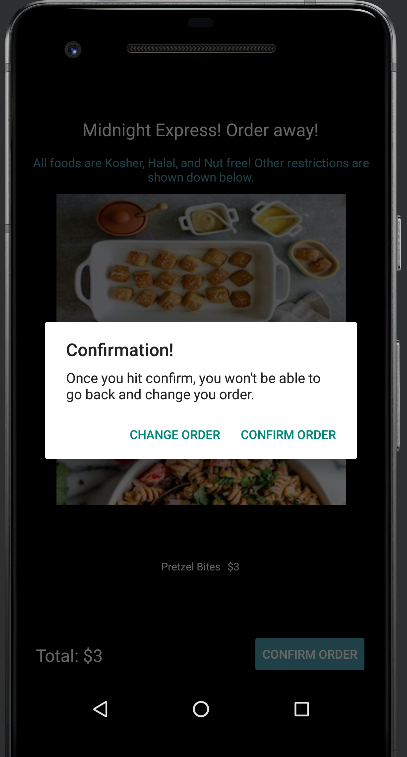 Midnight Express! Order away!
All foods are Kosher, Halal, and Nut free! Other restrictions are
shown down below.
Confirmation!
Once you hit confirm, you won't be able to
go back and change you order.
CHANGE ORDER CONFIRM ORDER
Pretzel Bites $3
Total: $3 CONFIRM ORDER